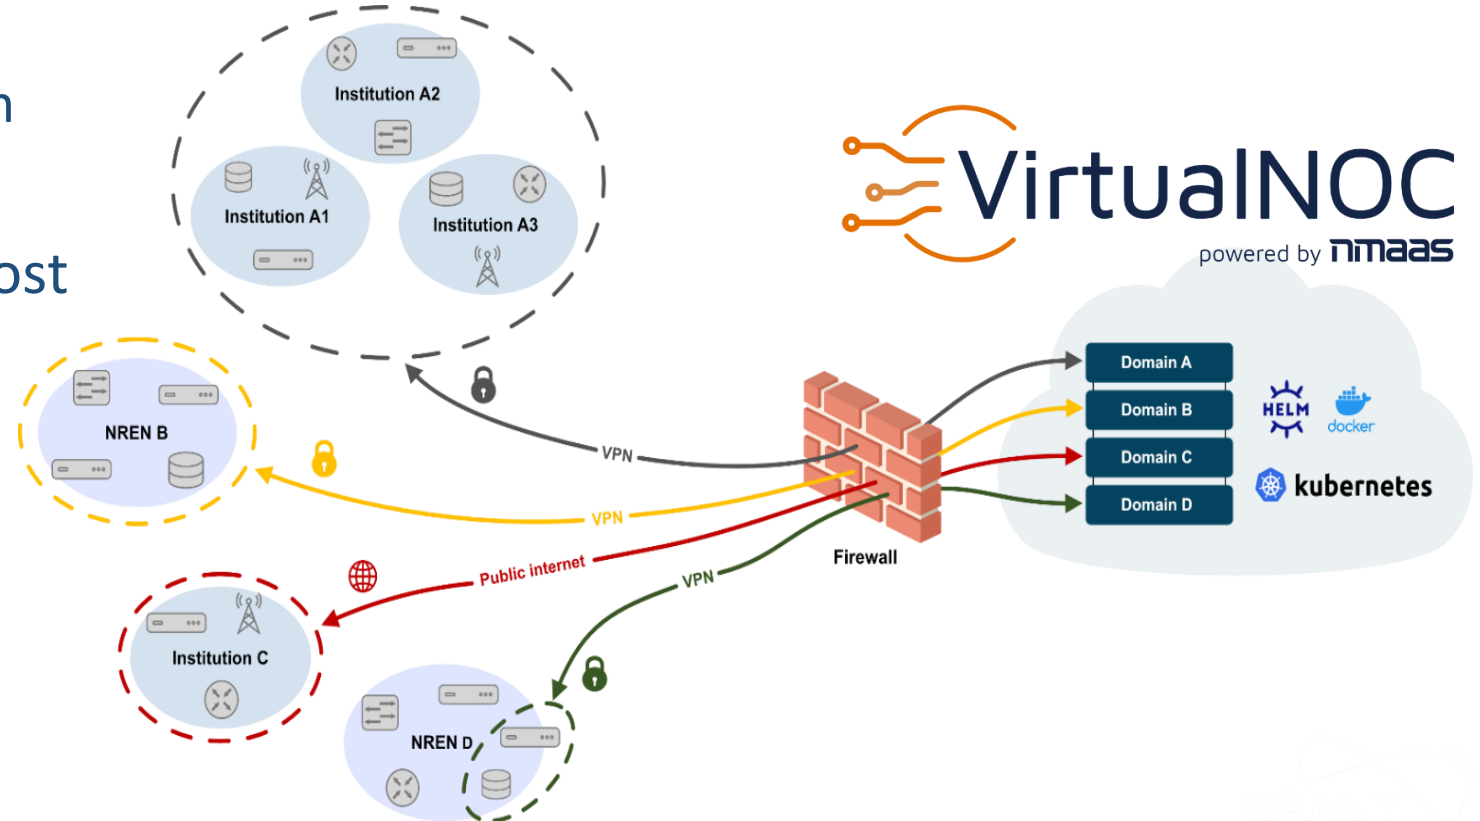 n
ost
Institution A2
Institution A1
Institution A3
VirtualNOC
powered by nmaas
NREN B
VPN
VPN
Public internet
VPN
Firewall
Domain A
Domain B
Domain C
Domain D
HELM
docker
kubernetes
Institution C
NREN D